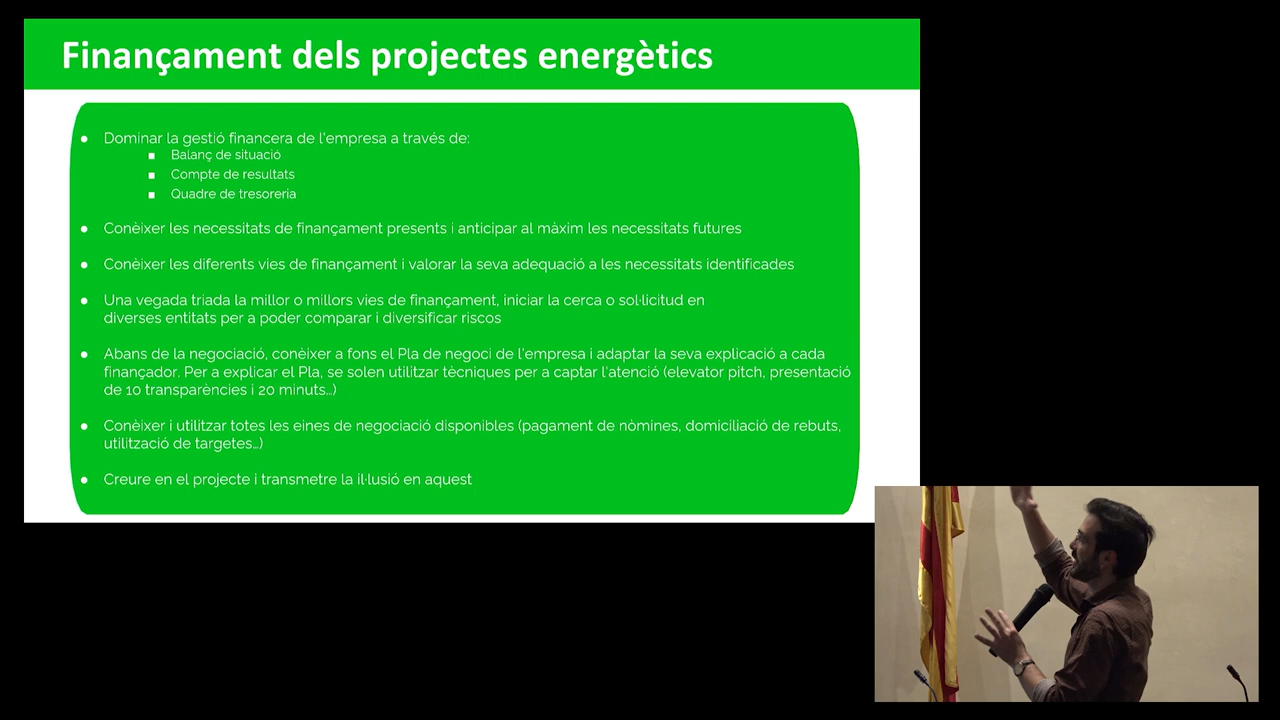 Finançament dels projectes energètics
● Dominar la gestió financera de l'empresa a través de:
■ Balanç de situació
■ Compte de resultats
■ Quadre de tresoreria
● Conèixer les necessitats de finançament presents i anticipar al màxim les necessitats futures
● Conèixer les diferents vies de finançament i valorar la seva adequació a les necessitats identificades
● Una vegada triada la millor o millors vies de finançament, iniciar la cerca o sol·licitud en
diverses entitats per a poder comparar i diversificar riscos
● Abans de la negociació, conèixer a fons el Pla de negoci de l'empresa i adaptar la seva explicació a cada
finançador. Per a explicar el Pla, se solen utilitzar tècniques per a captar l'atenció (elevator pitch, presentació
de 10 transparències i 20 minuts…)
● Conèixer i utilitzar totes les eines de negociació disponibles (pagament de nòmines, domiciliació de rebuts,
utilització de targetes…)
● Creure en el projecte i transmetre la il·lusió en aquest